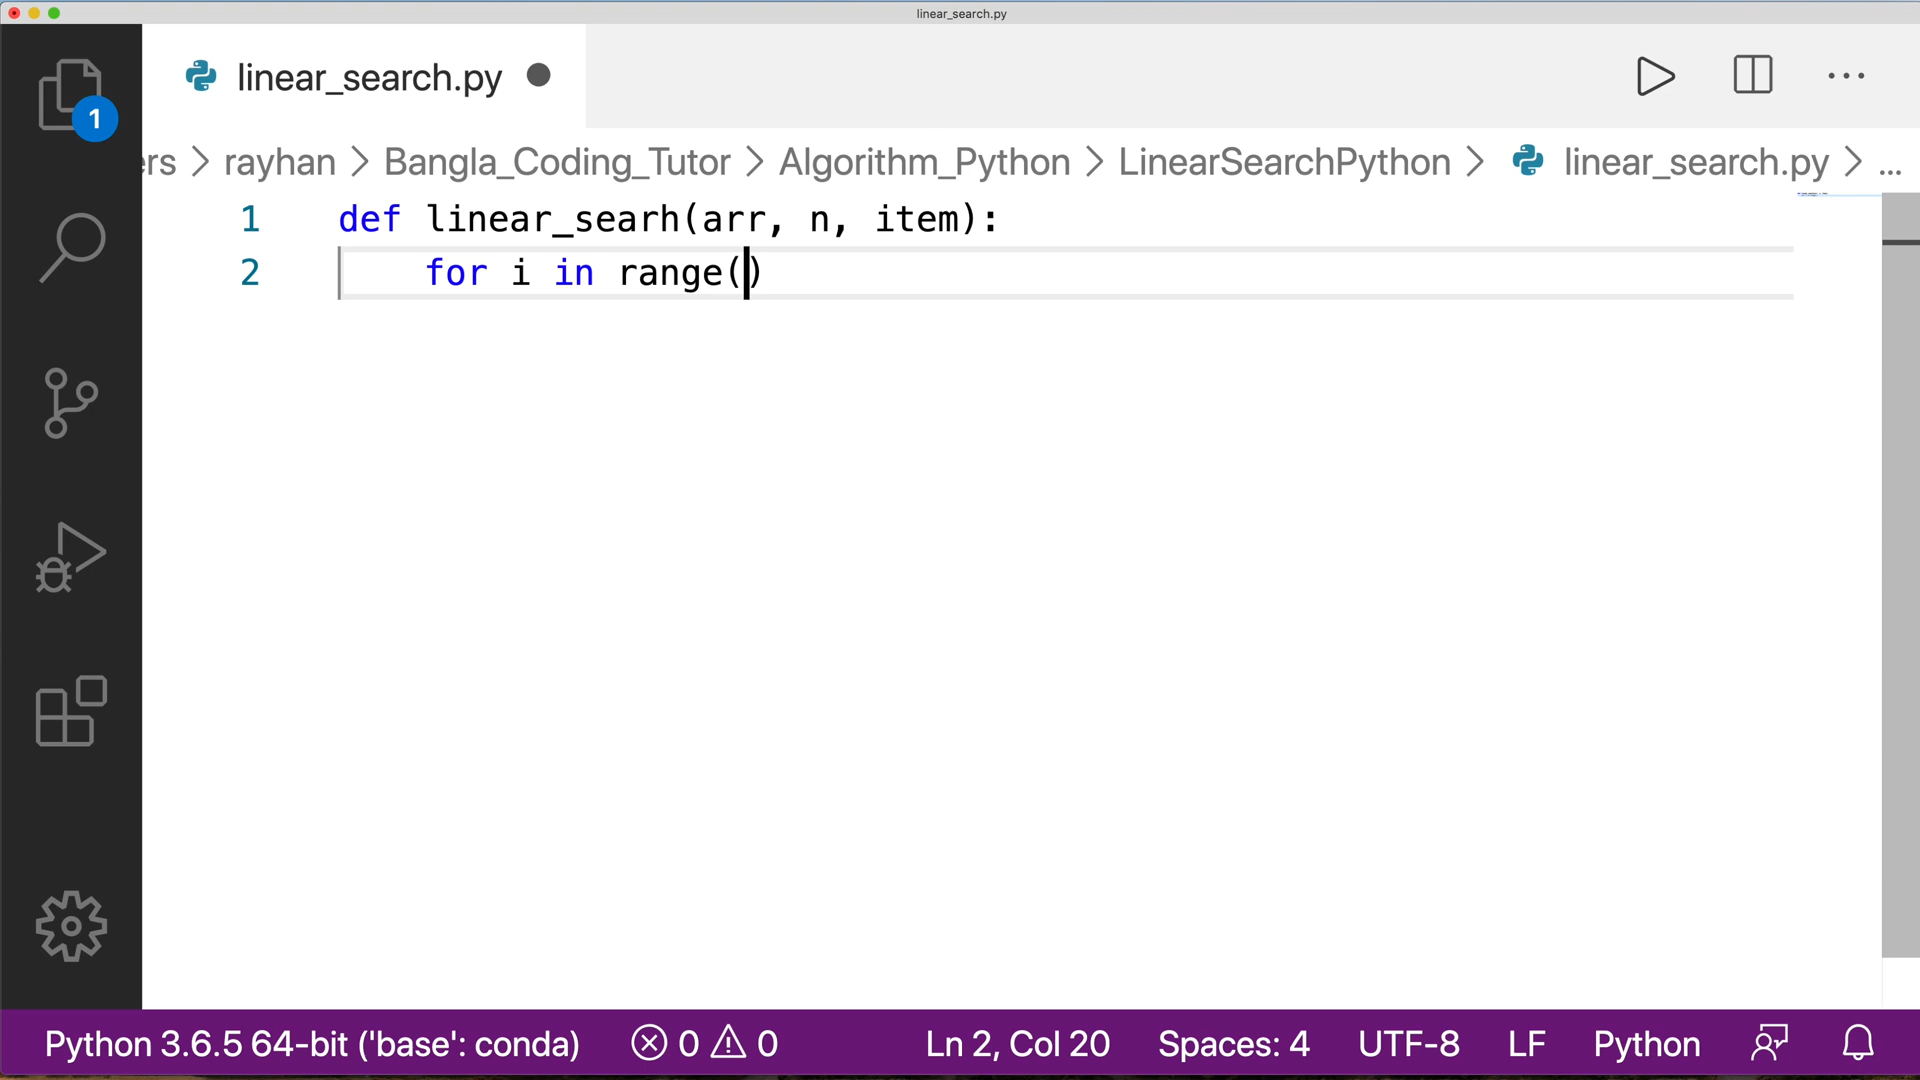 linear_search.py
linear_search.py
1
ers > rayhan > Bangla_Coding_Tutor > Algorithm_Python > LinearSearchPython > linear_search.py > ...
1 def linear_searh(arr, n, item):
2 for i in range()
Python 3.6.5 64-bit ('base': conda) 0 0 Ln 2, Col 20 Spaces: 4 UTF-8 LF Python